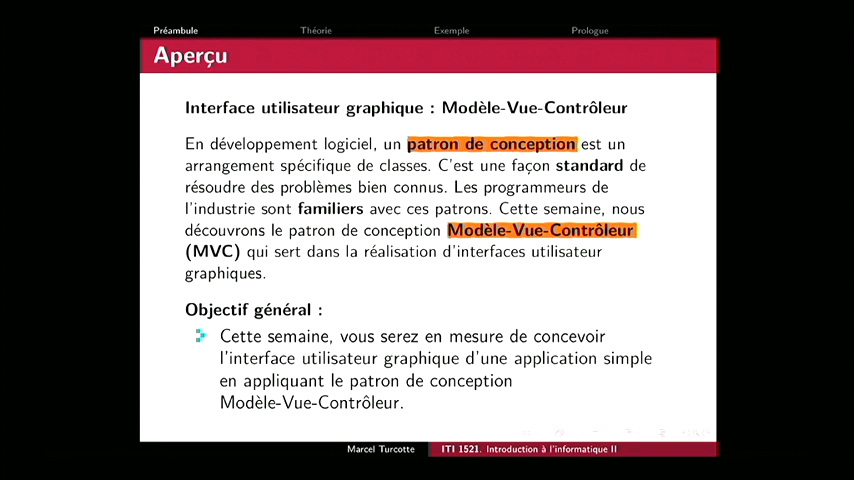 Préambule Théorie Exemple Prologue
Aperçu
Interface utilisateur graphique : Modèle-Vue-Contrôleur
En développement logiciel, un patron de conception est un
arrangement spécifique de classes. C'est une façon standard de
résoudre des problèmes bien connus. Les programmeurs de
l'industrie sont familiers avec ces patrons. Cette semaine, nous
découvrons le patron de conception Modèle-Vue-Contrôleur
(MVC) qui sert dans la réalisation d'interfaces utilisateur
graphiques.
Objectif général :
Cette semaine, vous serez en mesure de concevoir
l'interface utilisateur graphique d'une application simple
en appliquant le patron de conception
Modèle-Vue-Contrôleur.
Marcel Turcotte ITI 1521. Introduction à l'informatique II